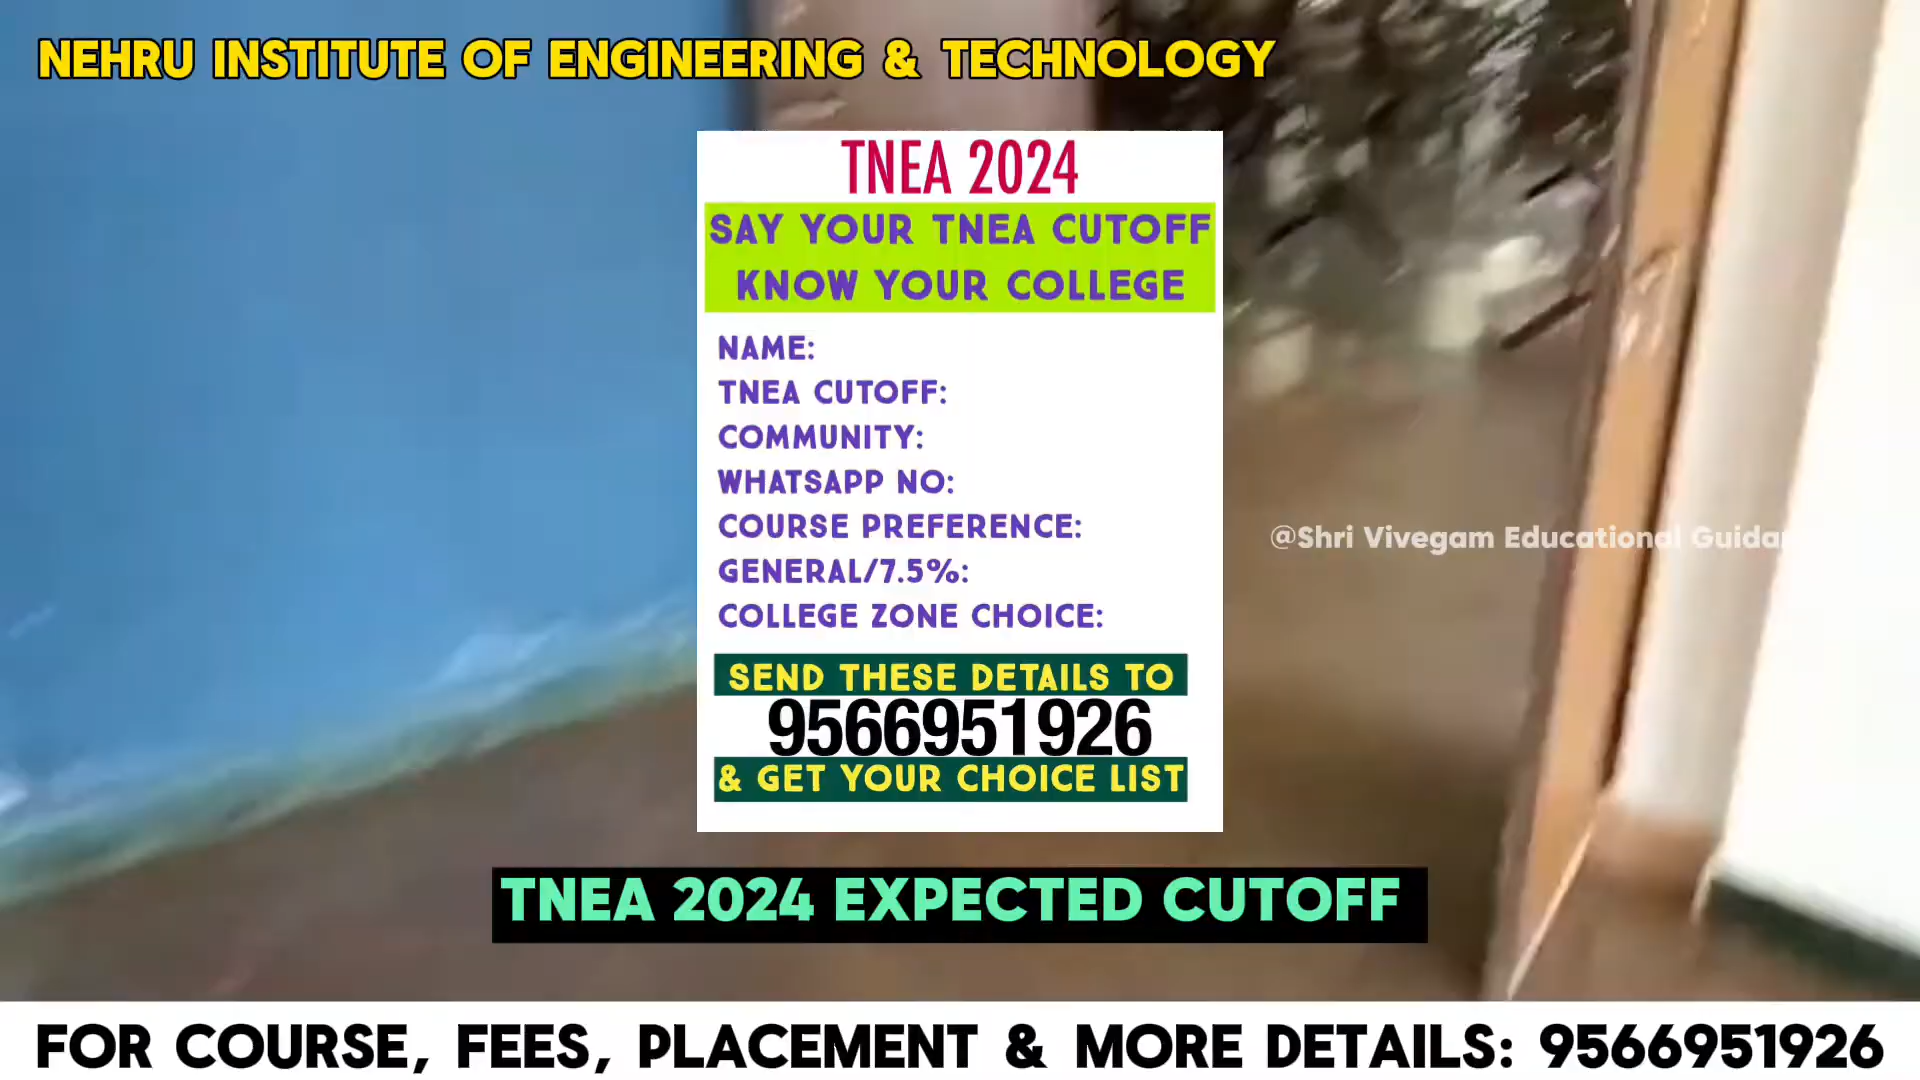 NEHRU INSTITUTE OF ENGINEERING & TECHNOLOGY
TNEA 2024
SAY YOUR TNEA CUTOFF
KNOW YOUR COLLEGE
NAME:
TNEA CUTOFF:
COMMUNITY:
WHATSAPP NO:
COURSE PREFERENCE:
GENERAL/7.5%:
COLLEGE ZONE CHOICE:
SEND THESE DETAILS TO
9566951926
& GET YOUR CHOICE LIST
@Shri Vivegam Educational
TNEA 2024 EXPECTED CUTOFF
FOR COURSE, FEES, PLACEMENT & MORE DETAILS: 9566951926